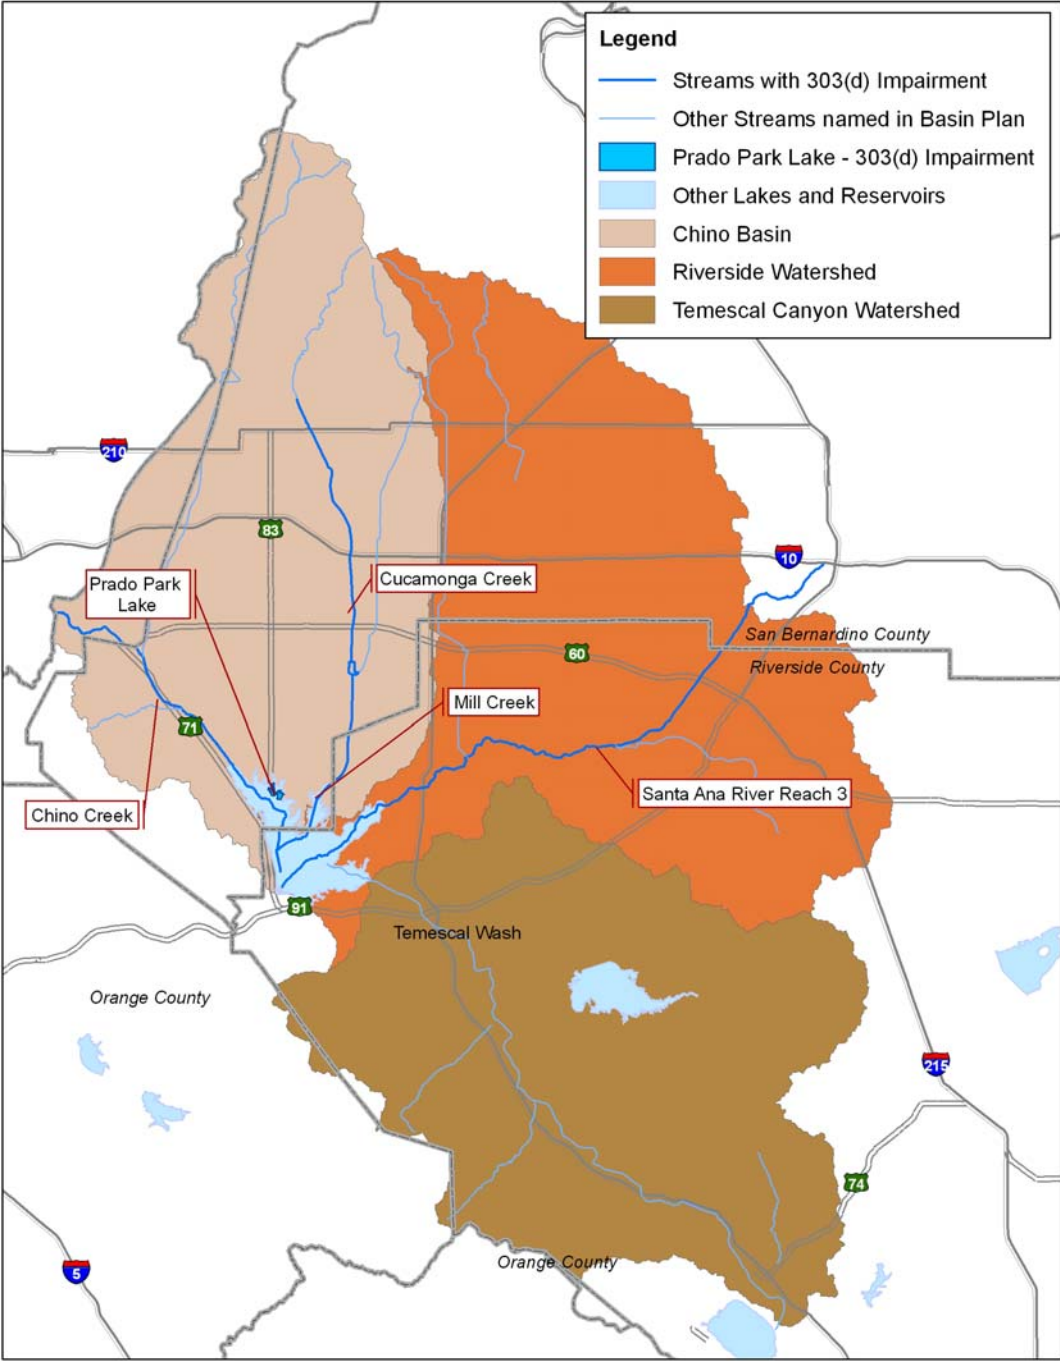 Legend
Streams with 303(d) Impairment
Other Streams named in Basin Plan
Prado Park Lake - 303(d) Impairment
Other Lakes and Reservoirs
Chino Basin
Riverside Watershed
Temescal Canyon Watershed
210
83
10
Prado Park
Lake
Cucamonga Creek
San Bernardino County
60
Riverside County
Mill Creek
71
Santa Ana River Reach 3
Chino Creek
91
Temescal Wash
Orange County
215
74
Orange County
5